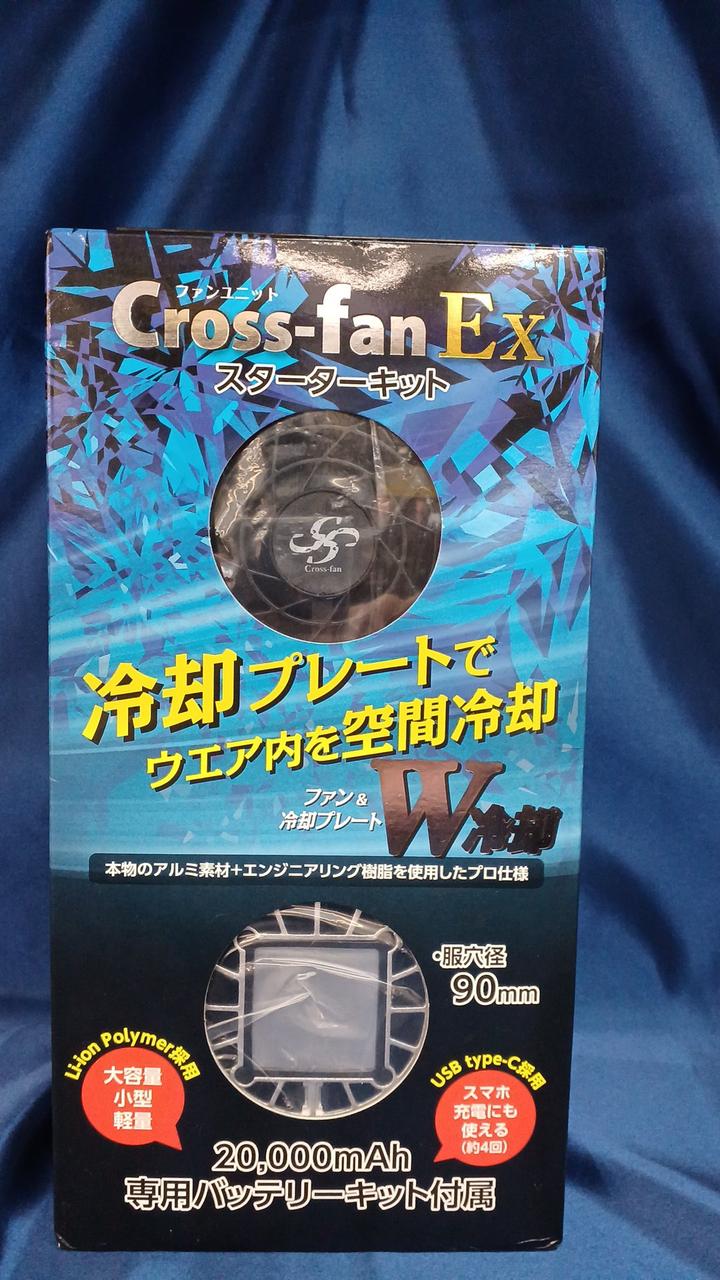 ファンユニット
Cross-fan Ex
スターターキット
SS
Cross-fan
冷却プレートで
ウエア内を空間冷却
ファン&
冷却プレート
W冷却
本物のアルミ素材+エンジニアリング樹脂を使用したプロ仕様
服穴径
90mm
Li-ion Polymer採用
大容量
小型
軽量
USB type-C採用
スマホ
充電にも
使える
(約4回)
20,000mAh
専用バッテリーキット付属